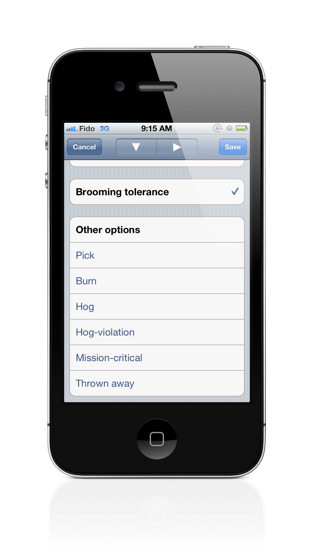 Fido 3G 9:15 AM
Cancel Save
Brooming tolerance
Other options
Pick
Burn
Hog
Hog-violation
Mission-critical
Thrown away